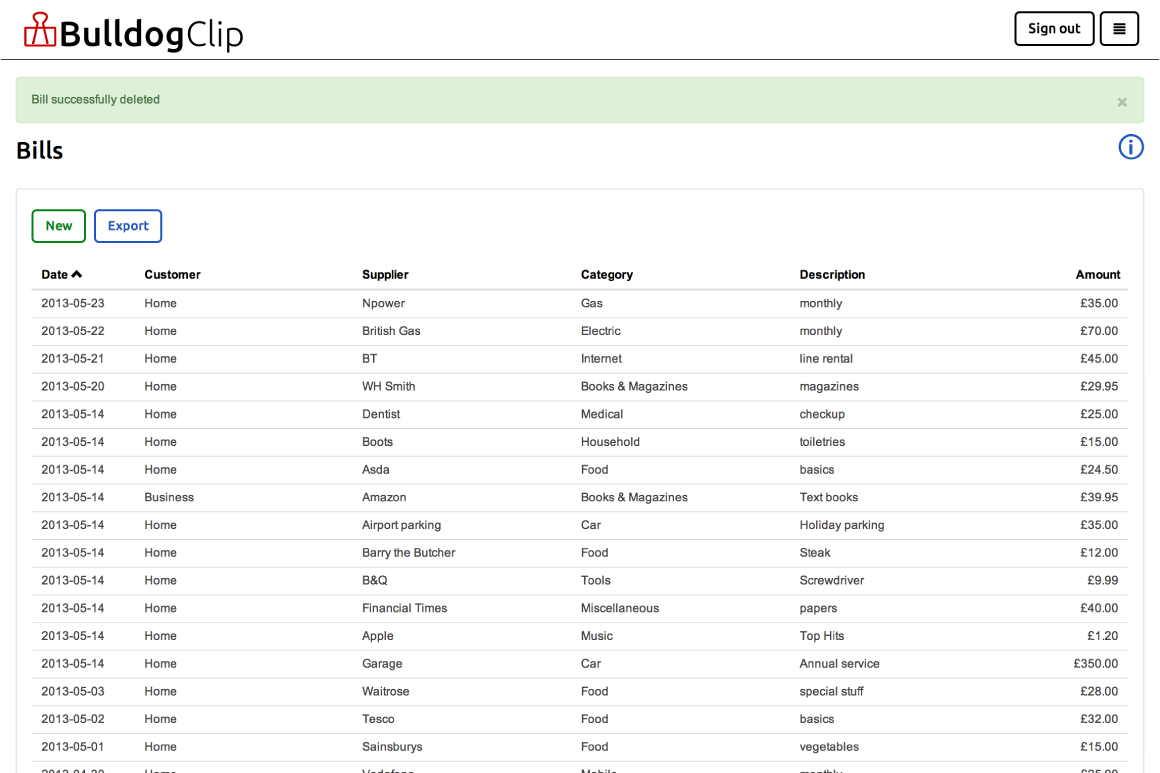 BulldogClip Sign out
Bill successfully deleted ×
Bills
New Export
Date Customer Supplier Category Description Amount
2013-05-23 Home Npower Gas monthly £35.00
2013-05-22 Home British Gas Electric monthly £70.00
2013-05-21 Home BT Internet line rental £45.00
2013-05-20 Home WH Smith Books & Magazines magazines £29.95
2013-05-14 Home Dentist Medical checkup £25.00
2013-05-14 Home Boots Household toiletries £15.00
2013-05-14 Home Asda Food basics £24.50
2013-05-14 Business Amazon Books & Magazines Text books £39.95
2013-05-14 Home Airport parking Car Holiday parking £35.00
2013-05-14 Home Barry the Butcher Food Steak £12.00
2013-05-14 Home B&Q Tools Screwdriver £9.99
2013-05-14 Home Financial Times Miscellaneous papers £40.00
2013-05-14 Home Apple Music Top Hits £1.20
2013-05-14 Home Garage Car Annual service £350.00
2013-05-03 Home Waitrose Food special stuff £28.00
2013-05-02 Home Tesco Food basics £32.00
2013-05-01 Home Sainsburys Food vegetables £15.00